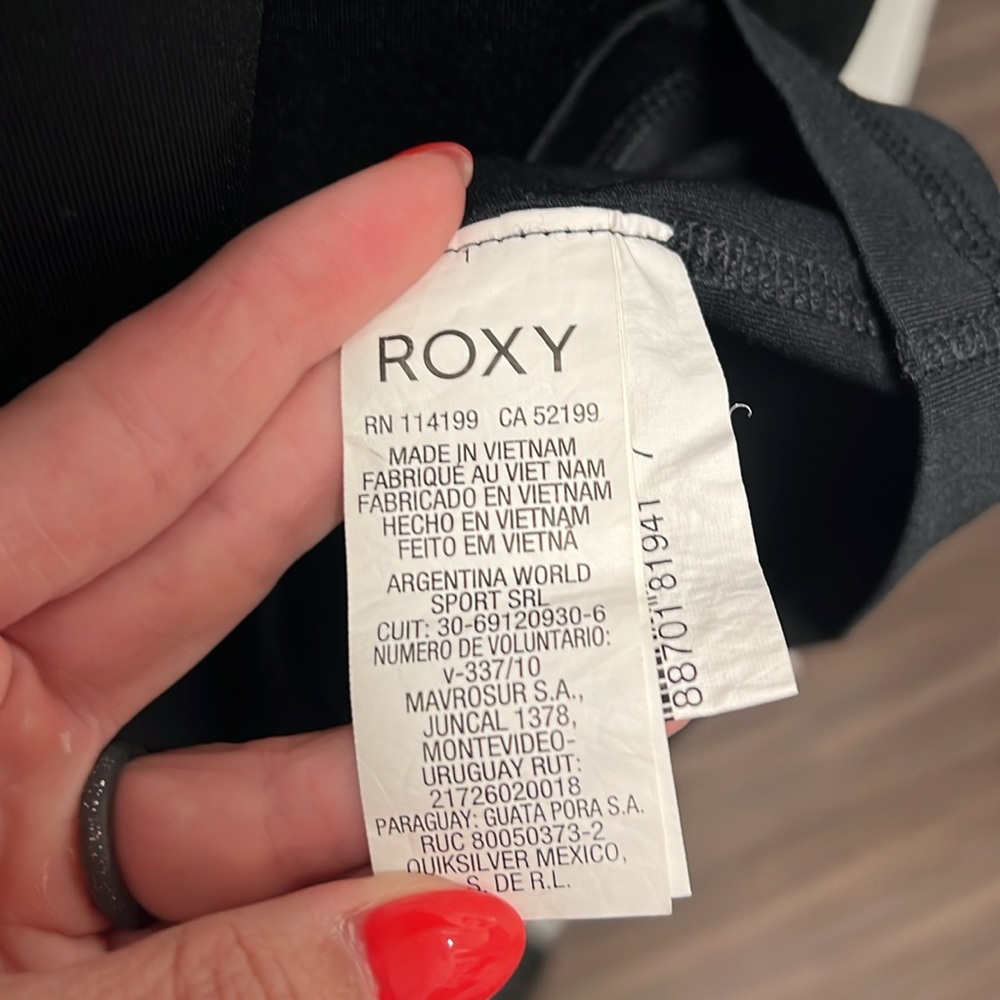 1
ROXY
RN 114199 CA 52199
MADE IN VIETNAM
FABRIQUÉ AU VIET NAM
FABRICADO EN VIETNAM
HECHO EN VIETNAM
FEITO EM VIETNÃ
ARGENTINA WORLD
SPORT SRL
CUIT: 30-69120930-6
NUMERO DE VOLUNTARIO:
v-337/10
MAVROSUR S.A.,
JUNCAL 1378,
MONTEVIDEO-
URUGUAY RUT:
21726020018
PARAGUAY: GUATA PORA S.A.
RUC 80050373-2
QUIKSILVER MEXICO,
S. DE R.L.